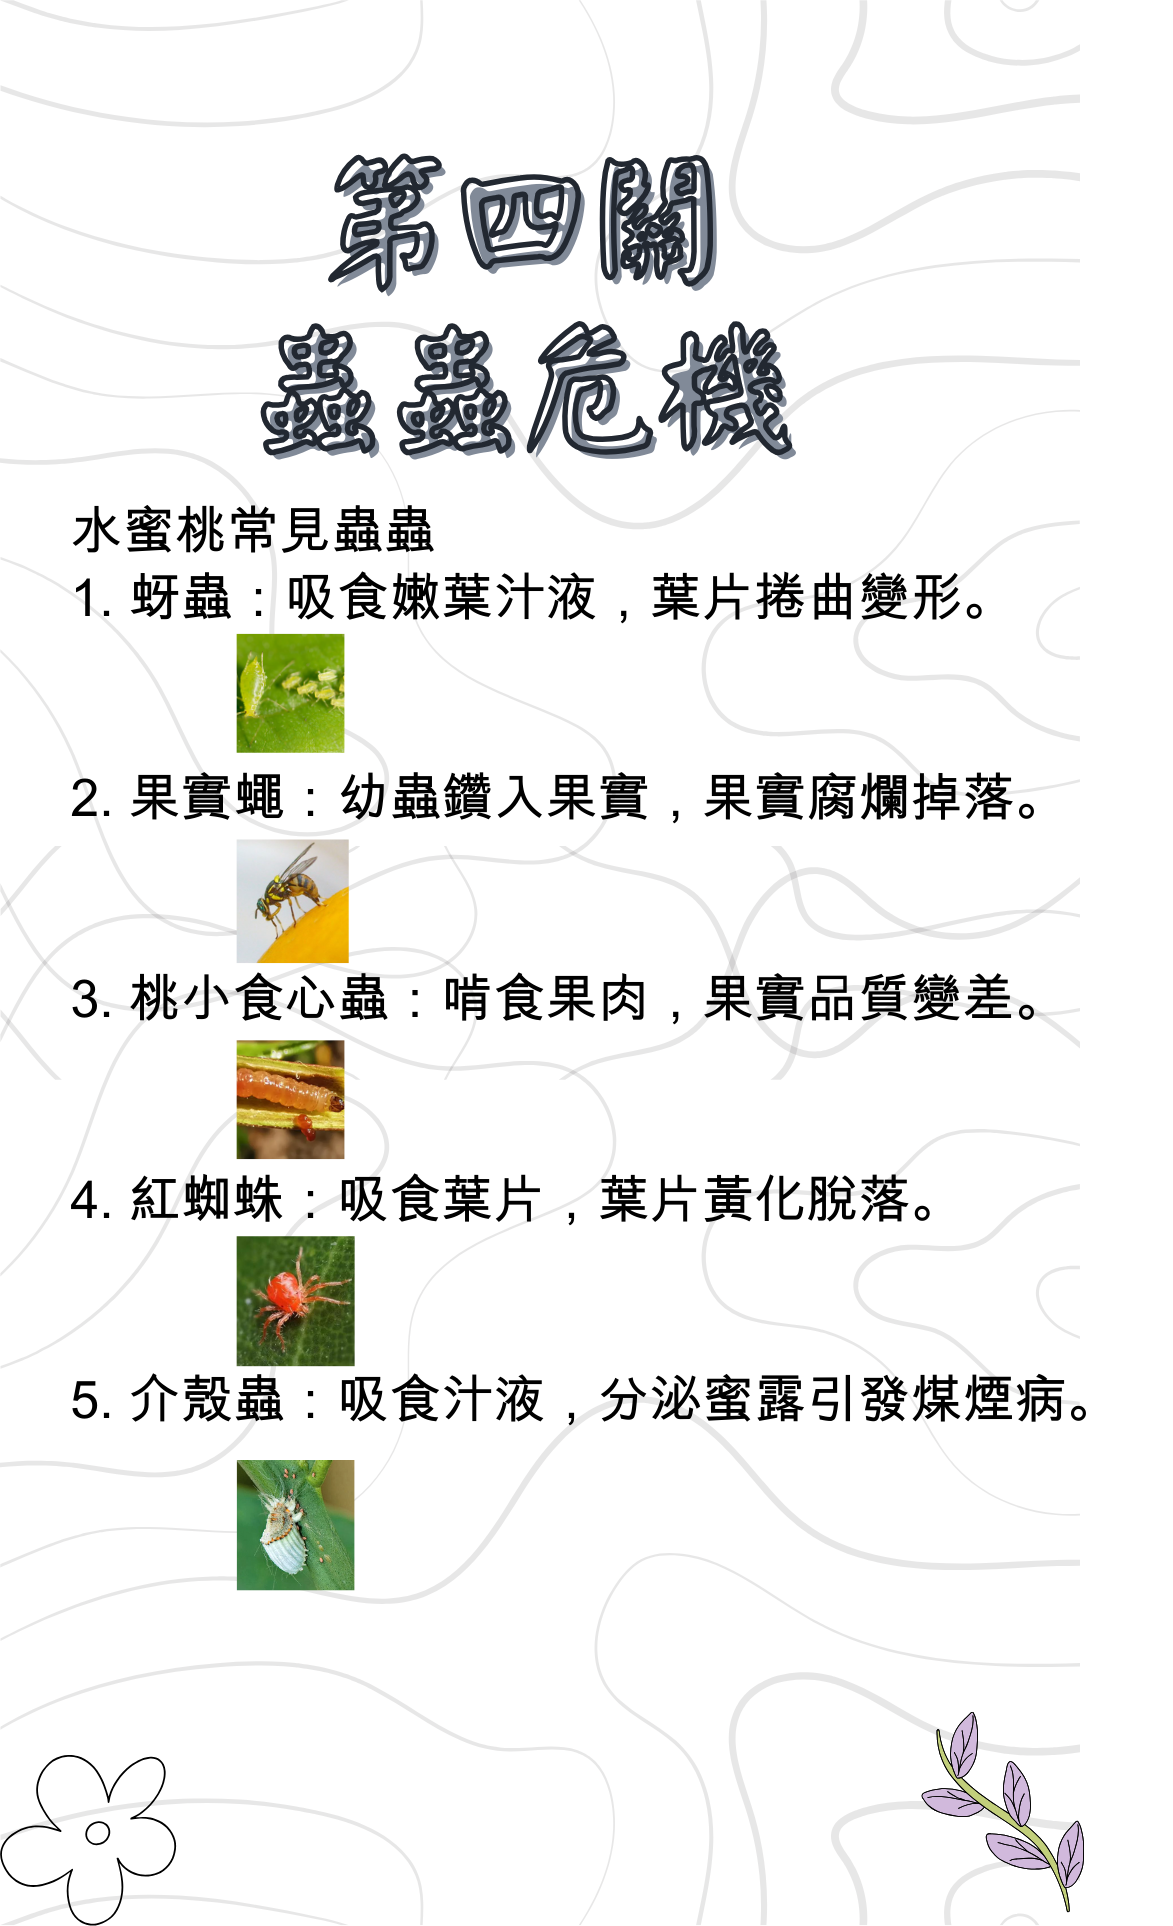 第四關
蟲蟲危機
水蜜桃常見蟲蟲
1. 蚜蟲：吸食嫩葉汁液，葉片捲曲變形。
2. 果實蠅：幼蟲鑽入果實，果實腐爛掉落。
3. 桃小食心蟲：啃食果肉，果實品質變差。
4. 紅蜘蛛：吸食葉片，葉片黃化脫落。
5. 介殼蟲：吸食汁液，分泌蜜露引發煤煙病。